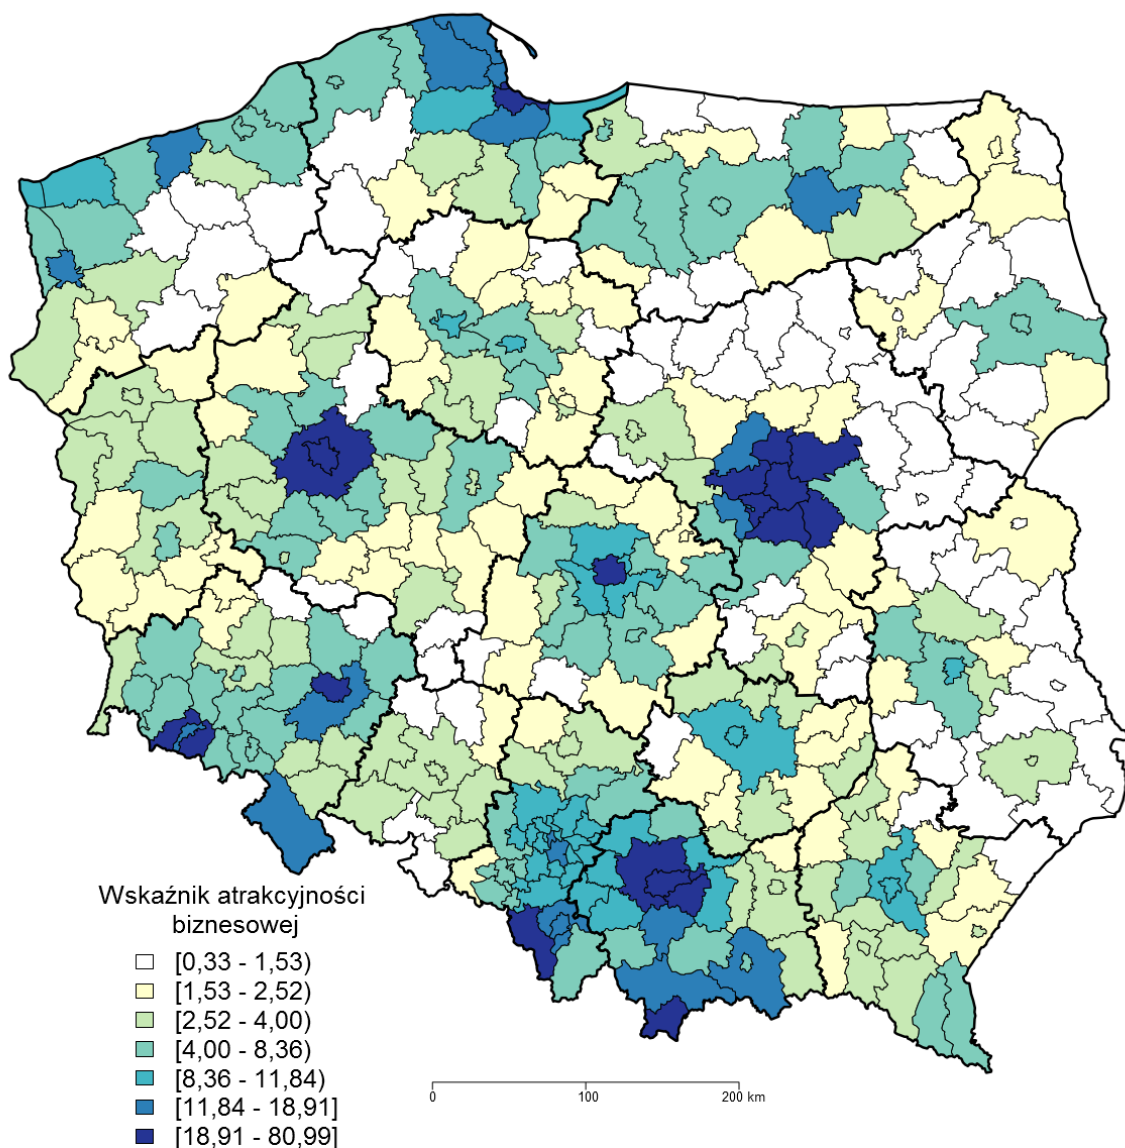 Wskaźnik atrakcyjności
biznesowej
[0,33 - 1,53)
[1,53 - 2,52)
[2,52 - 4,00)
[4,00 - 8,36)
[8,36 - 11,84)
[11,84 - 18,91]
[18,91 - 80,99]
0 100 200 km